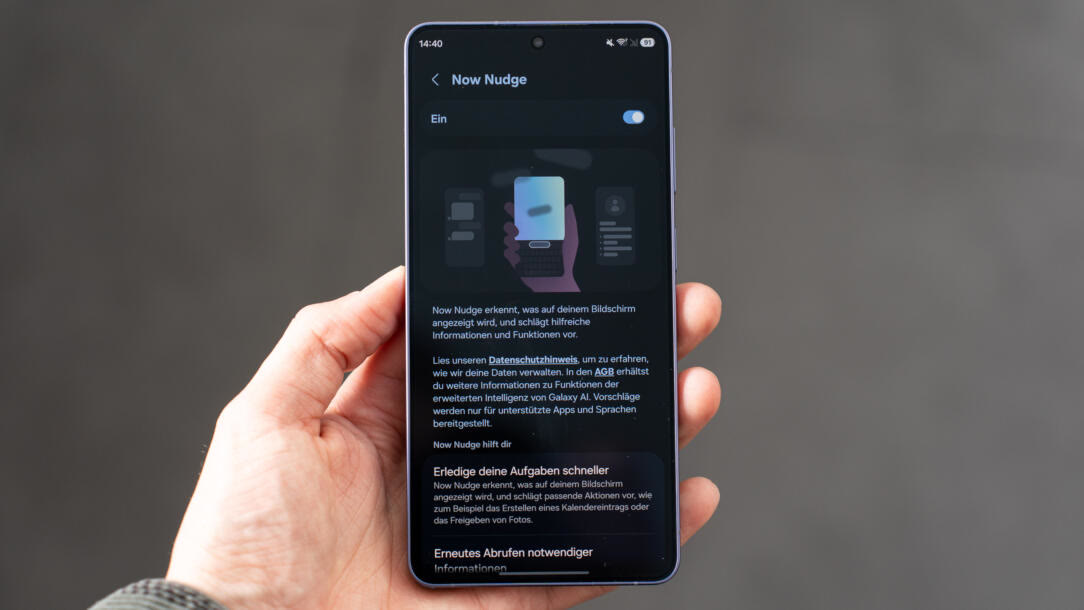 14:40
91
Now Nudge
Ein
Now Nudge erkennt, was auf deinem Bildschirm
angezeigt wird, und schlägt hilfreiche
Informationen und Funktionen vor.
Lies unseren Datenschutzhinweis, um zu erfahren,
wie wir deine Daten verwalten. In den AGB erhältst
du weitere Informationen zu Funktionen der
erweiterten Intelligenz von Galaxy AI. Vorschläge
werden nur für unterstützte Apps und Sprachen
bereitgestellt.
Now Nudge hilft dir
Erledige deine Aufgaben schneller
Now Nudge erkennt, was auf deinem Bildschirm
angezeigt wird, und schlägt passende Aktionen vor, wie
zum Beispiel das Erstellen eines Kalendereintrags oder
das Freigeben von Fotos.
Erneutes Abrufen notwendiger
Informationen